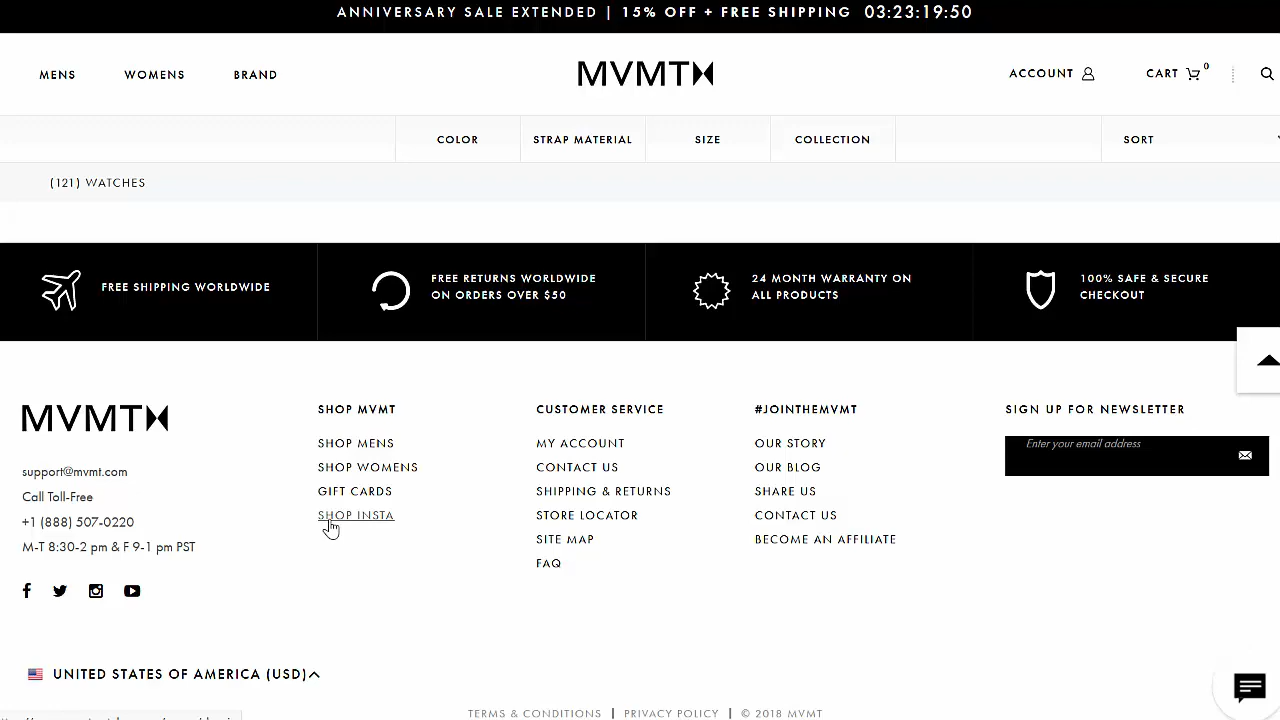 ANNIVERSARY SALE EXTENDED | 15% OFF + FREE SHIPPING 03:23:19:50
MENS WOMENS BRAND
MVMT
ACCOUNT CART 0
COLOR STRAP MATERIAL SIZE COLLECTION SORT
(121) WATCHES
FREE SHIPPING WORLDWIDE
FREE RETURNS WORLDWIDE
ON ORDERS OVER $50
24 MONTH WARRANTY ON
ALL PRODUCTS
100% SAFE & SECURE
CHECKOUT
MVMT
support@mvmt.com
Call Toll-Free
+1 (888) 507-0220
M-T 8:30-2 pm & F 9-1 pm PST
SHOP MVMT
SHOP MENS
SHOP WOMENS
GIFT CARDS
SHOP INSTA
CUSTOMER SERVICE
MY ACCOUNT
CONTACT US
SHIPPING & RETURNS
STORE LOCATOR
SITE MAP
FAQ
#JOINTHEMVMT
OUR STORY
OUR BLOG
SHARE US
CONTACT US
BECOME AN AFFILIATE
SIGN UP FOR NEWSLETTER
Enter your email address
UNITED STATES OF AMERICA (USD)
TERMS & CONDITIONS | PRIVACY POLICY | © 2018 MVMT